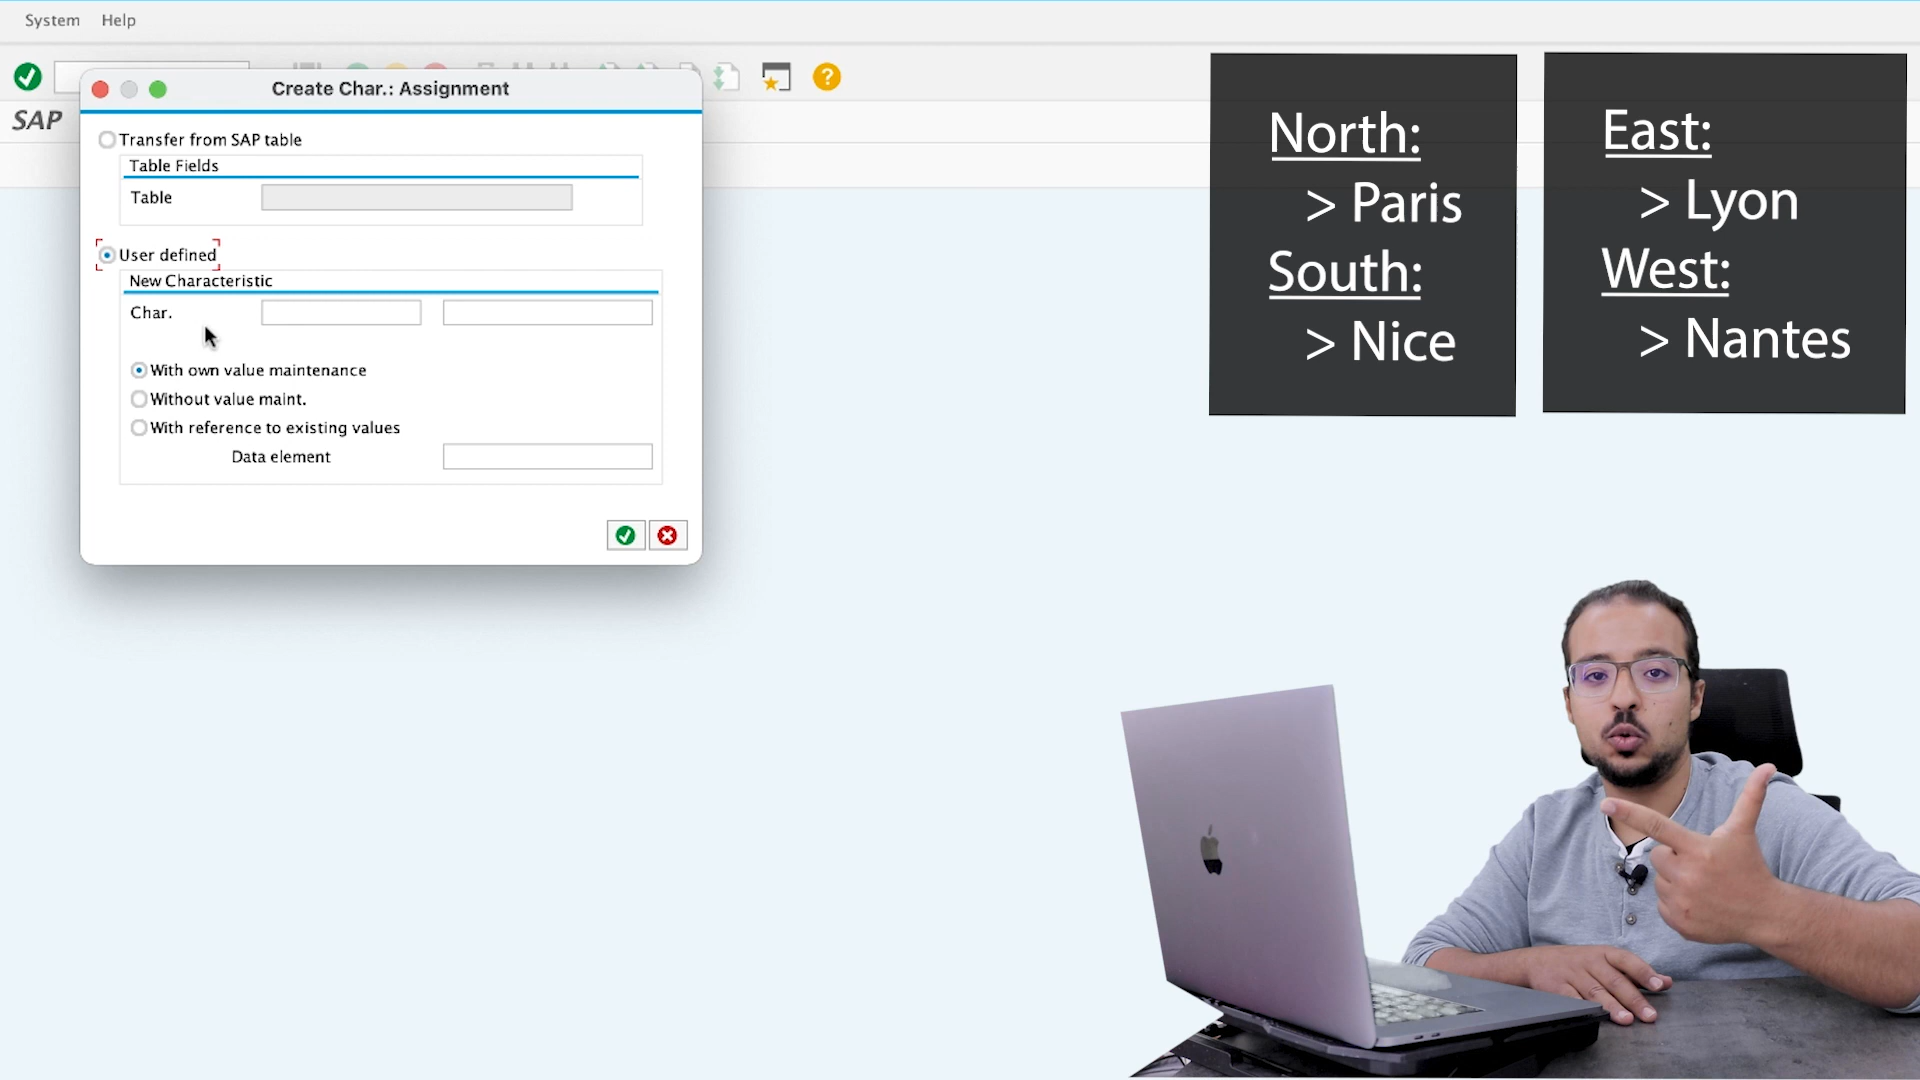 System Help
SAP
Create Char.: Assignment
Transfer from SAP table
Table Fields
Table
User defined
New Characteristic
Char.
With own value maintenance
Without value maint.
With reference to existing values
Data element
North:
> Paris
South:
> Nice
East:
> Lyon
West:
> Nantes